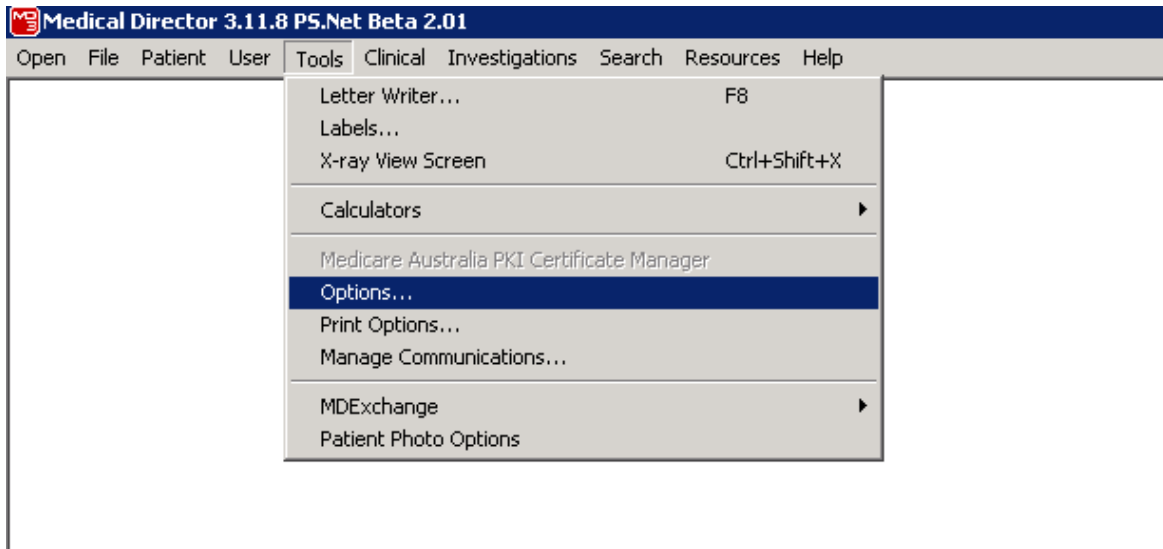 Medical Director 3.11.8 PS.Net Beta 2.01
Open File Patient User Tools Clinical Investigations Search Resources Help
Letter Writer... F8
Labels...
X-ray View Screen Ctrl+Shift+X
Calculators
Medicare Australia PKI Certificate Manager
Options...
Print Options...
Manage Communications...
MDExchange
Patient Photo Options